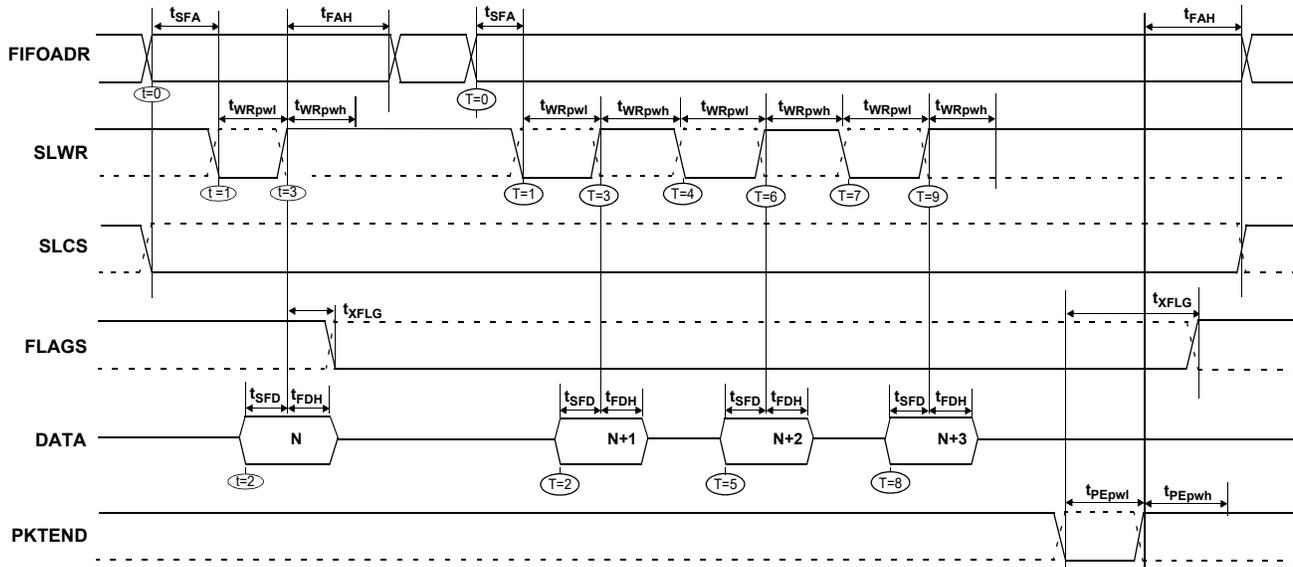 tSFA tFAH tSFA tFAH
FIFOADR
t=0 T=0
tWRpwl tWRpwh tWRpwl tWRpwh tWRpwl tWRpwh tWRpwl tWRpwh
SLWR
t=1 t=3 T=1 T=3 T=4 T=6 T=7 T=9
SLCS
tXFLG tXFLG
FLAGS
tSFD tFDH tSFD tFDH tSFD tFDH tSFD tFDH
DATA N N+1 N+2 N+3
t=2 T=2 T=5 T=8
tPEpwl tPEpwh
PKTEND